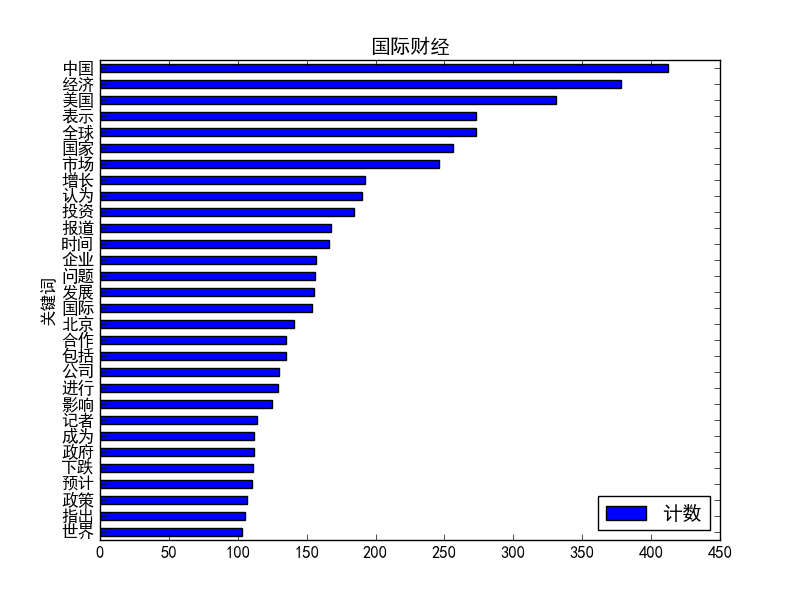 国际财经
中国
经济
美国
表示
全球
国家
市场
增长
认为
投资
报道
时间
企业
问题
发展
国际
北京
合作
包括
公司
进行
影响
记者
成为
政府
下跌
预计
政策
指出
世界
关键词
计数
0 50 100 150 200 250 300 350 400 450